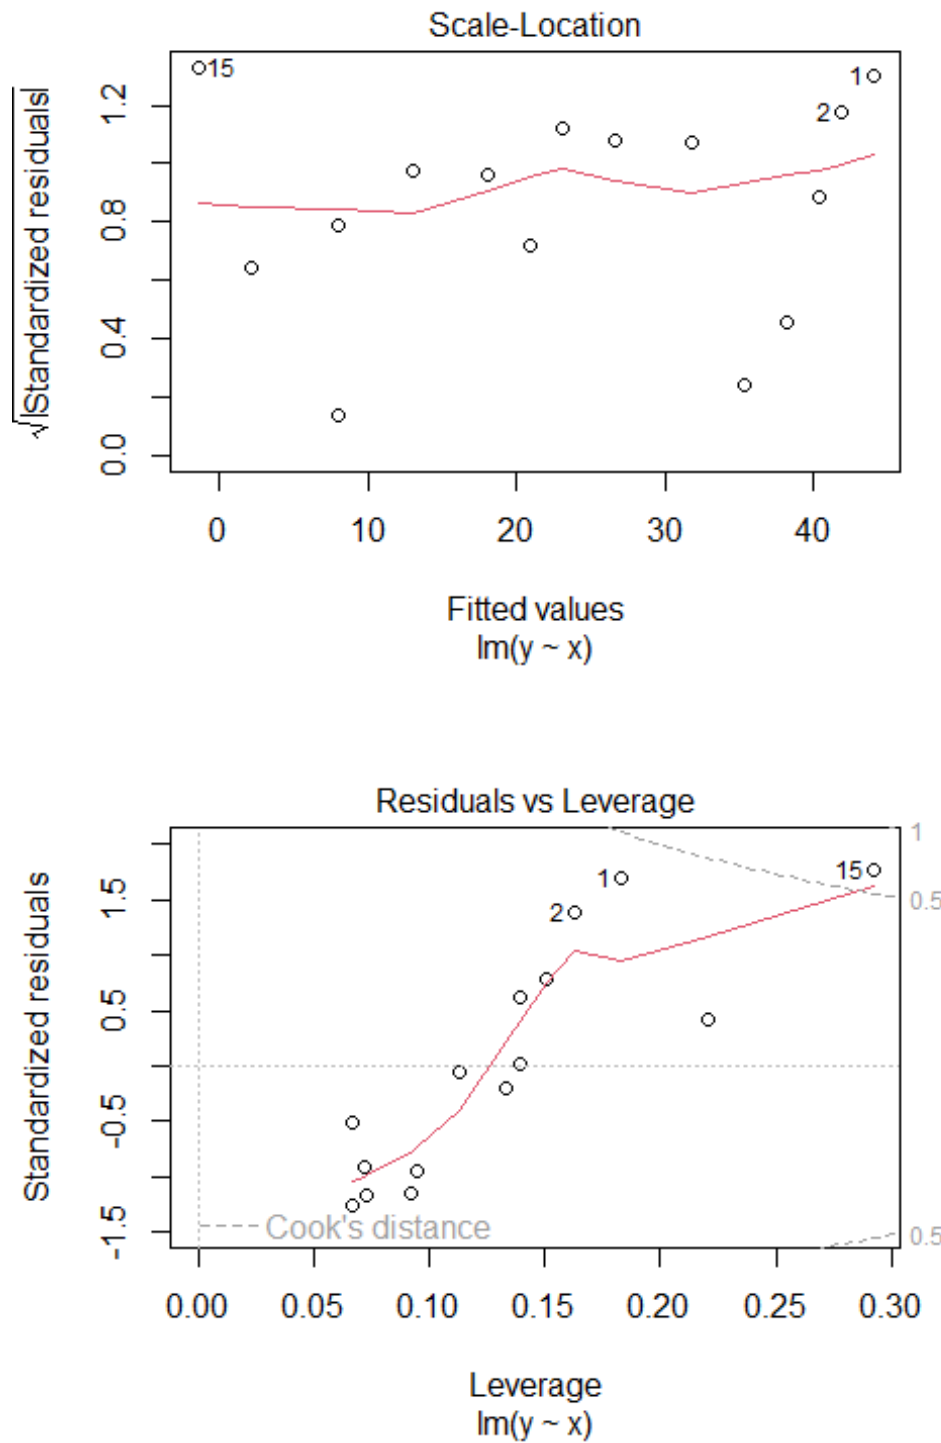 Scale-Location
√|Standardized residuals|
0.0 0.4 0.8 1.2
15
1
2
0 10 20 30 40
Fitted values
lm(y ~ x)
Residuals vs Leverage
Standardized residuals
-1.5 -0.5 0.5 1.5
1
0.5
15
1
2
Cook's distance
0.5
0.00 0.05 0.10 0.15 0.20 0.25 0.30
Leverage
lm(y ~ x)